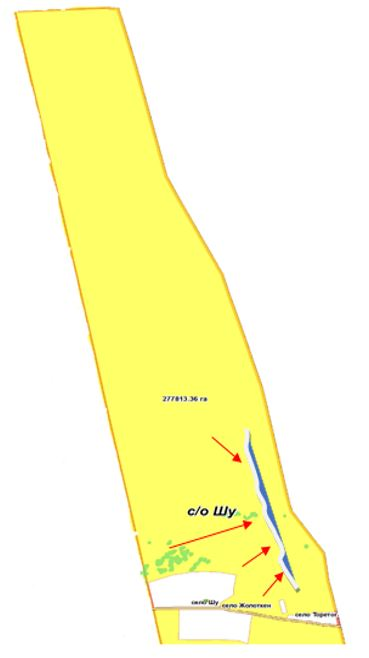 277813.36 га
с/о Шу
село Шу
село Жолоткен
село Торетог